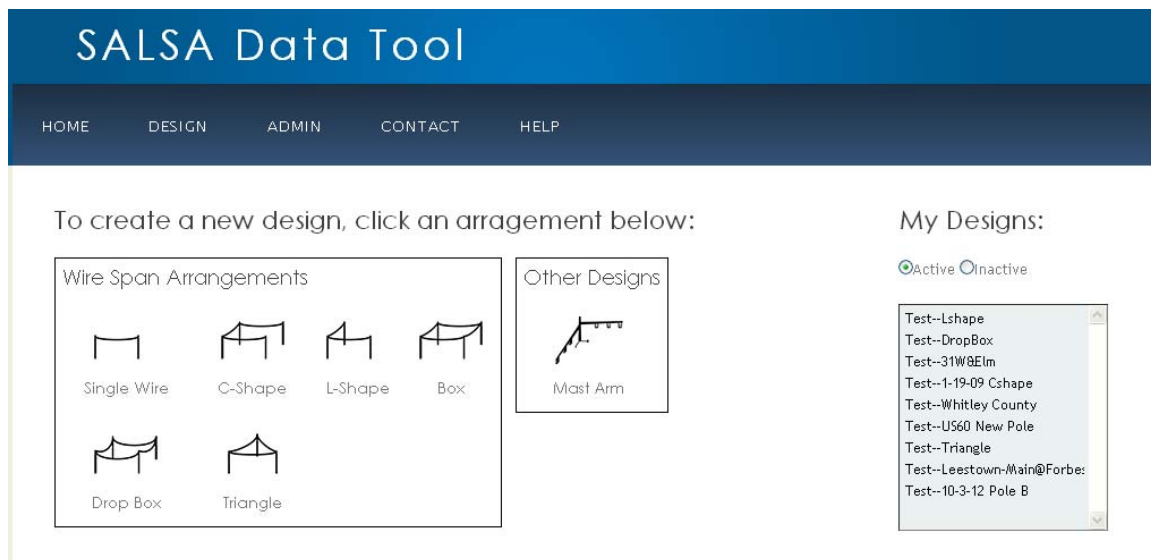 SALSA Data Tool
HOME DESIGN ADMIN CONTACT HELP
To create a new design, click an arragement below:
Wire Span Arrangements
Single Wire C-Shape L-Shape Box
Drop Box Triangle
Other Designs
Mast Arm
My Designs:
Active Inactive
Test--Lshape
Test--DropBox
Test--31W&Elm
Test--1-19-09 Cshape
Test--Whitley County
Test--US60 New Pole
Test--Triangle
Test--Leestown-Main@Forbe:
Test--10-3-12 Pole B